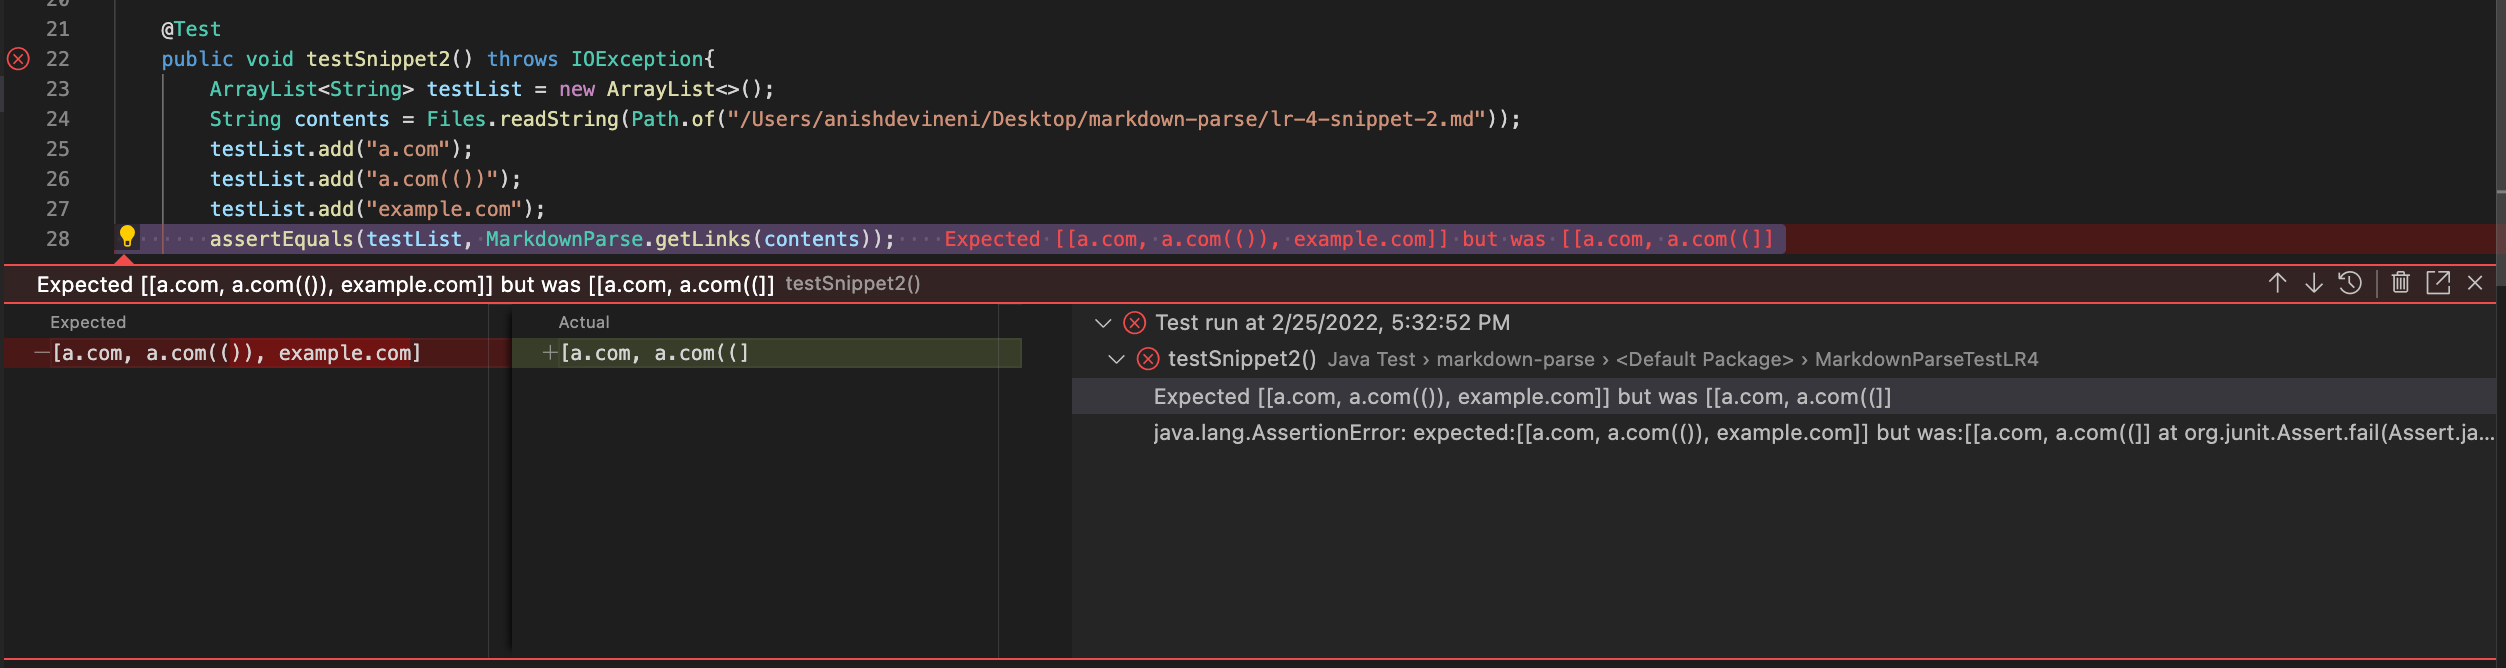 20
21 @Test
22 public void testSnippet2() throws IOException{
23 ArrayList<String> testList = new ArrayList<>();
24 String contents = Files.readString(Path.of("/Users/anishdevineni/Desktop/markdown-parse/lr-4-snippet-2.md"));
25 testList.add("a.com");
26 testList.add("a.com(())");
27 testList.add("example.com");
28 assertEquals(testList, MarkdownParse.getLinks(contents)); Expected [[a.com, a.com(()), example.com]] but was [[a.com, a.com((]]
Expected [[a.com, a.com(()), example.com]] but was [[a.com, a.com((]] testSnippet2()
Expected
Actual
−[a.com, a.com(()), example.com]
+[a.com, a.com((]
Test run at 2/25/2022, 5:32:52 PM
testSnippet2() Java Test › markdown-parse › <Default Package> › MarkdownParseTestLR4
Expected [[a.com, a.com(()), example.com]] but was [[a.com, a.com((]]
java.lang.AssertionError: expected:[[a.com, a.com(()), example.com]] but was:[[a.com, a.com((]] at org.junit.Assert.fail(Assert.ja...